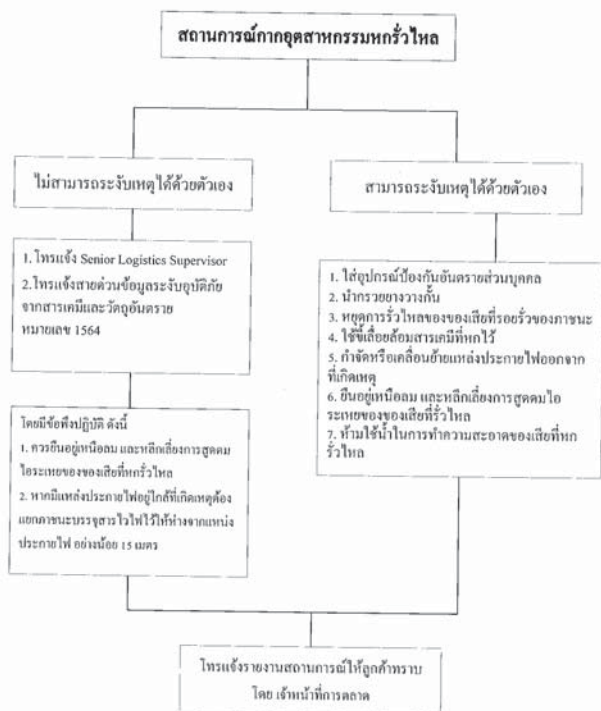 สถานการณ์กากอุตสาหกรรมหกรั่วไหล
ไม่สามารถระงับเหตุได้ด้วยตัวเอง
1. โทรแจ้ง Senior Logistics Supervisor
2. โทรแจ้งสายด่วนข้อมูลระงับอุบัติภัย
จากสารเคมีและวัตถุอันตราย
หมายเลข 1564
โดยมีข้อพึงปฏิบัติ ดังนี้
1. ควรยืนอยู่เหนือลม และหลีกเลี่ยงการสูดดม
ไอระเหยของของเสียที่หกรั่วไหล
2. หากมีแหล่งประกายไฟอยู่ใกล้ที่เกิดเหตุต้อง
แยกภาชนะบรรจุสารไวไฟไว้ให้ห่างจากแหน่ง
ประกายไฟ อย่างน้อย 15 เมตร
สามารถระงับเหตุได้ด้วยตัวเอง
1. ใส่อุปกรณ์ป้องกันอันตรายส่วนบุคคล
2. นำกรวยยางวางกั้น
3. หยุดการรั่วไหลของของเสียที่รอยรั่วของภาชนะ
4. ใช้ขี้เลื่อยล้อมสารเคมีที่หกไว้
5. กำจัดหรือเคลื่อนย้ายแหล่งประกายไฟออกจาก
ที่เกิดเหตุ
6. ยืนอยู่เหนือลม และหลีกเลี่ยงการสูดดมไอ
ระเหยของของเสียที่รั่วไหล
7. ห้ามใช้น้ำในการทำความสะอาดของเสียที่หก
รั่วไหล
โทรแจ้งรายงานสถานการณ์ให้ลูกค้าทราบ
โดย เจ้าหน้าที่การตลาด